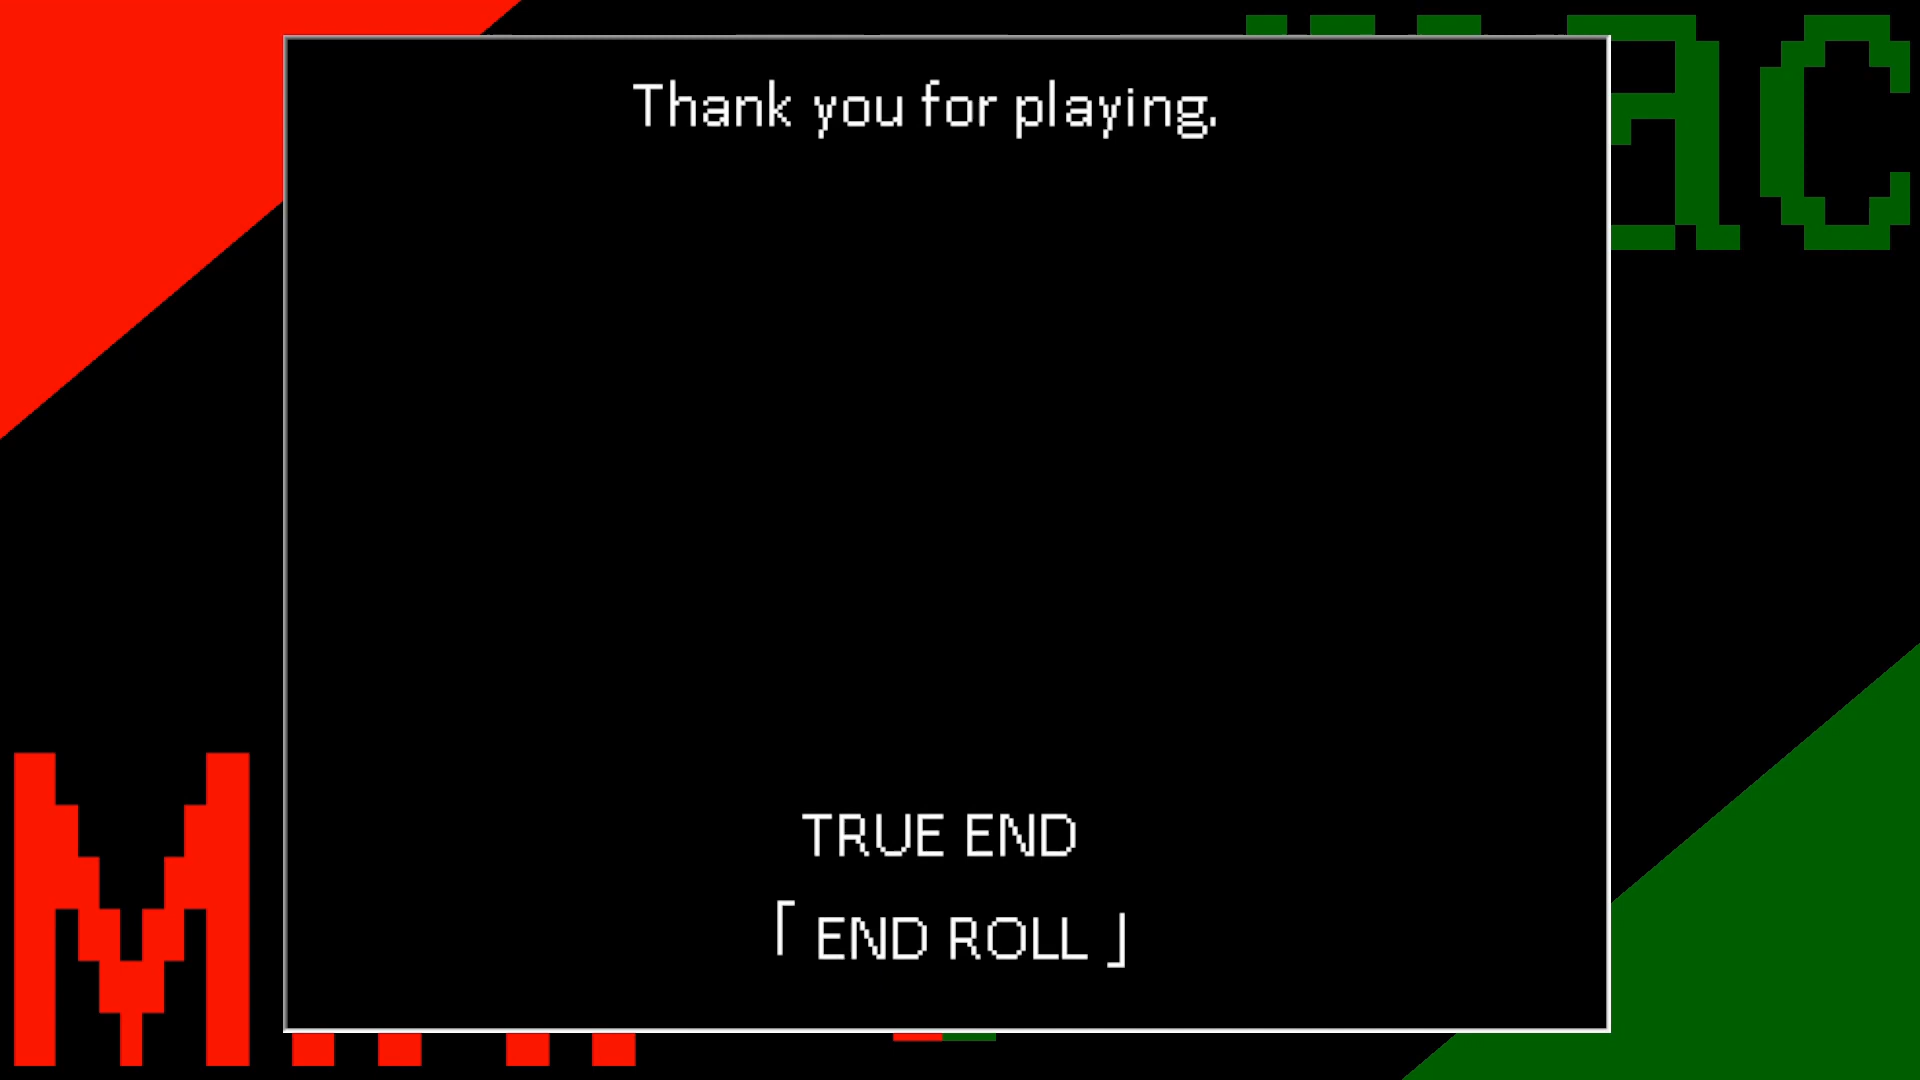 Thank you for playing.
TRUE END
「 END ROLL 」